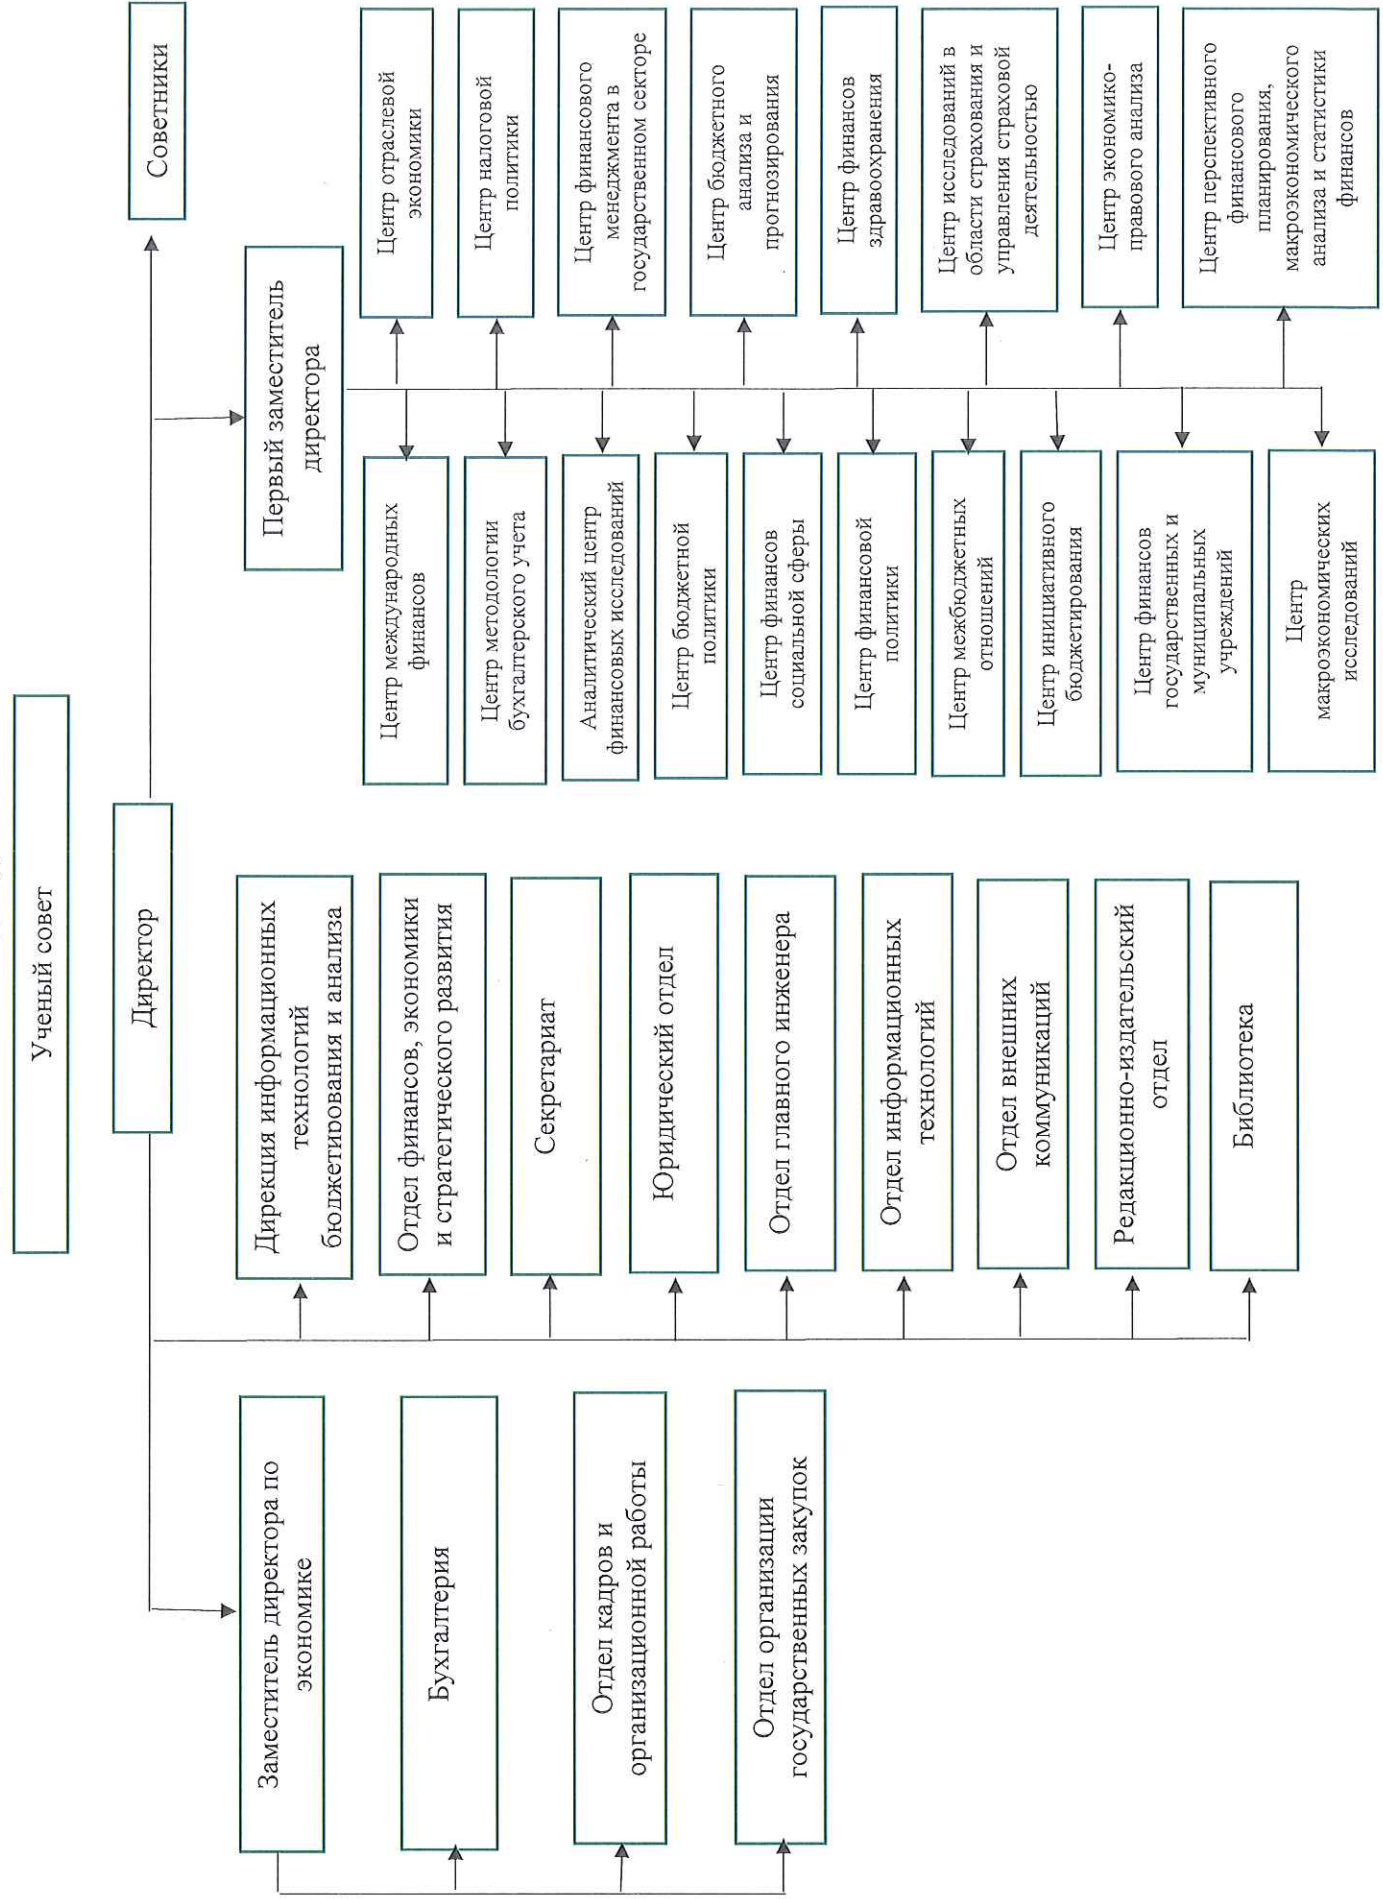 Ученый совет
Директор
Советники
Заместитель директора по
экономике
Бухгалтерия
Отдел кадров и
организационной работы
Отдел организации
государственных закупок
Дирекция информационных
технологий
бюджетирования и анализа
Отдел финансов, экономики
и стратегического развития
Секретариат
Юридический отдел
Отдел главного инженера
Отдел информационных
технологий
Отдел внешних
коммуникаций
Редакционно-издательский
отдел
Библиотека
Первый заместитель
директора
Центр международных
финансов
Центр методологии
бухгалтерского учета
Аналитический центр
финансовых исследований
Центр бюджетной
политики
Центр финансов
социальной сферы
Центр финансовой
политики
Центр межбюджетных
отношений
Центр инициативного
бюджетирования
Центр финансов
государственных и
муниципальных
учреждений
Центр
макроэкономических
исследований
Центр отраслевой
экономики
Центр налоговой
политики
Центр финансового
менеджмента в
государственном секторе
Центр бюджетного
анализа и
прогнозирования
Центр финансов
здравоохранения
Центр исследований в
области страхования и
управления страховой
деятельностью
Центр экономико-
правового анализа
Центр перспективного
финансового
планирования,
макроэкономического
анализа и статистики
финансов